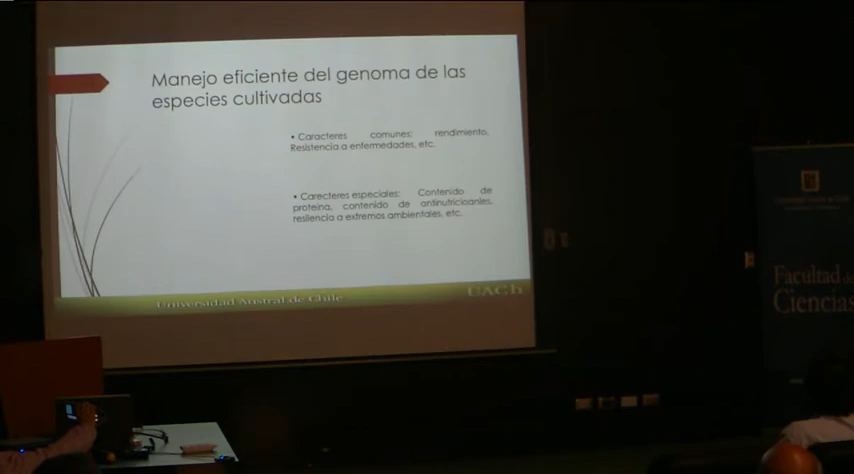 Manejo eficiente del genoma de las
especies cultivadas
• Caracteres comunes: rendimiento,
Resistencia a enfermedades, etc.
• Carecteres especiales: Contenido de
proteína, contenido de antinutricioanles,
resilencia a extremos ambientales, etc.
Universidad Austral de Chile
UACh
Facultad de
Ciencias